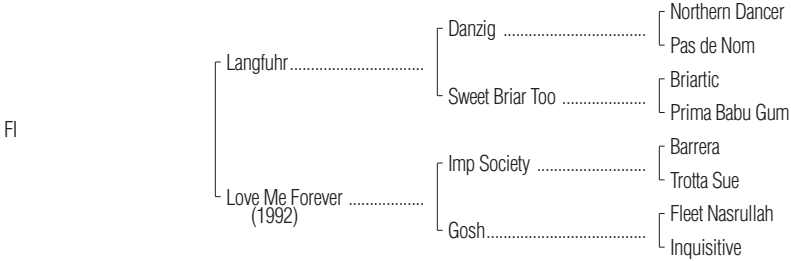 Northern Dancer
Danzig ..................................
Pas de Nom
Langfuhr................................
Briartic
Sweet Briar Too ....................
Prima Babu Gum
FI
Barrera
Imp Society ..........................
Trotta Sue
Love Me Forever ..................
(1992)
Fleet Nasrullah
Gosh......................................
Inquisitive